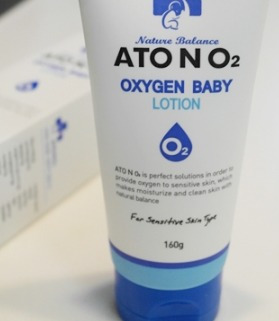 Nature Balance
ATO N O2
OXYGEN BABY
LOTION
O2
ATO N O2 is perfect solutions in order to
provide oxygen to sensitive skin, which
makes moisturize and clean skin with
natural balance
For Sensitive Skin Type
160g